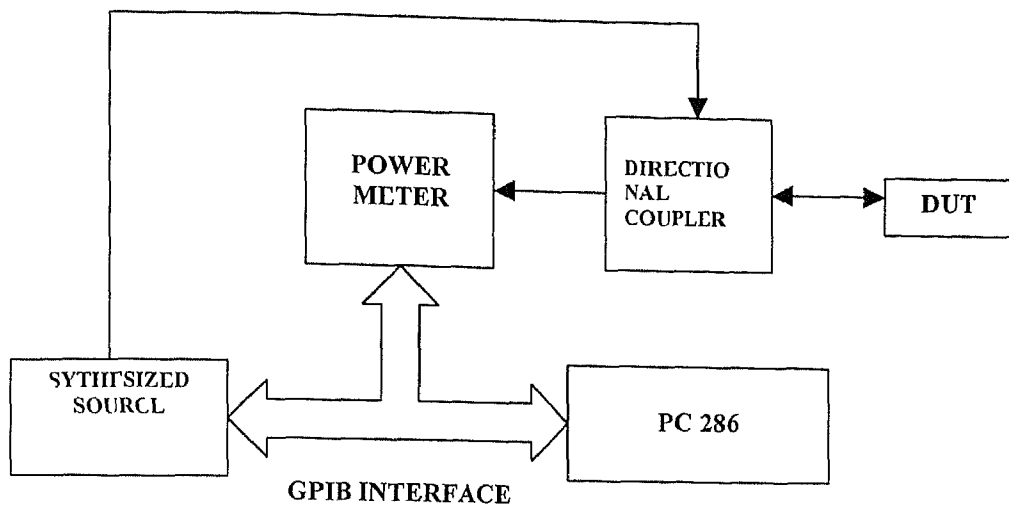 POWER
METER
DIRECTIO
NAL
COUPLER
DUT
SYTHESIZED
SOURCE
PC 286
GPIB INTERFACE